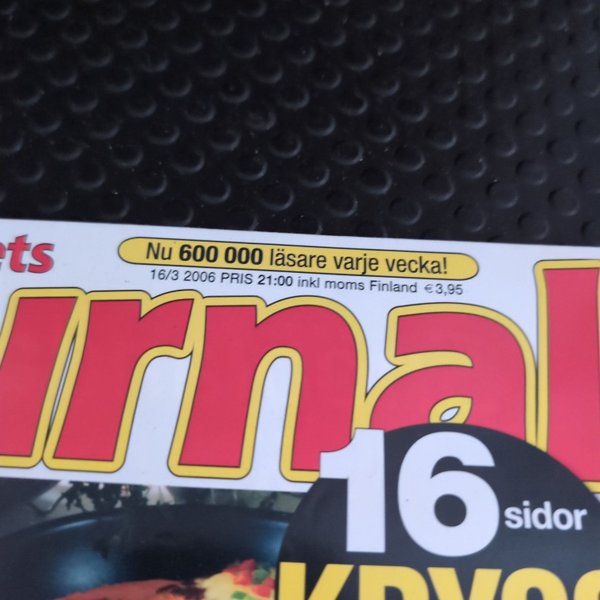 ets
Nu 600 000 läsare varje vecka!
16/3 2006 PRIS 21:00 inkl moms Finland €3,95
urnal
16 sidor